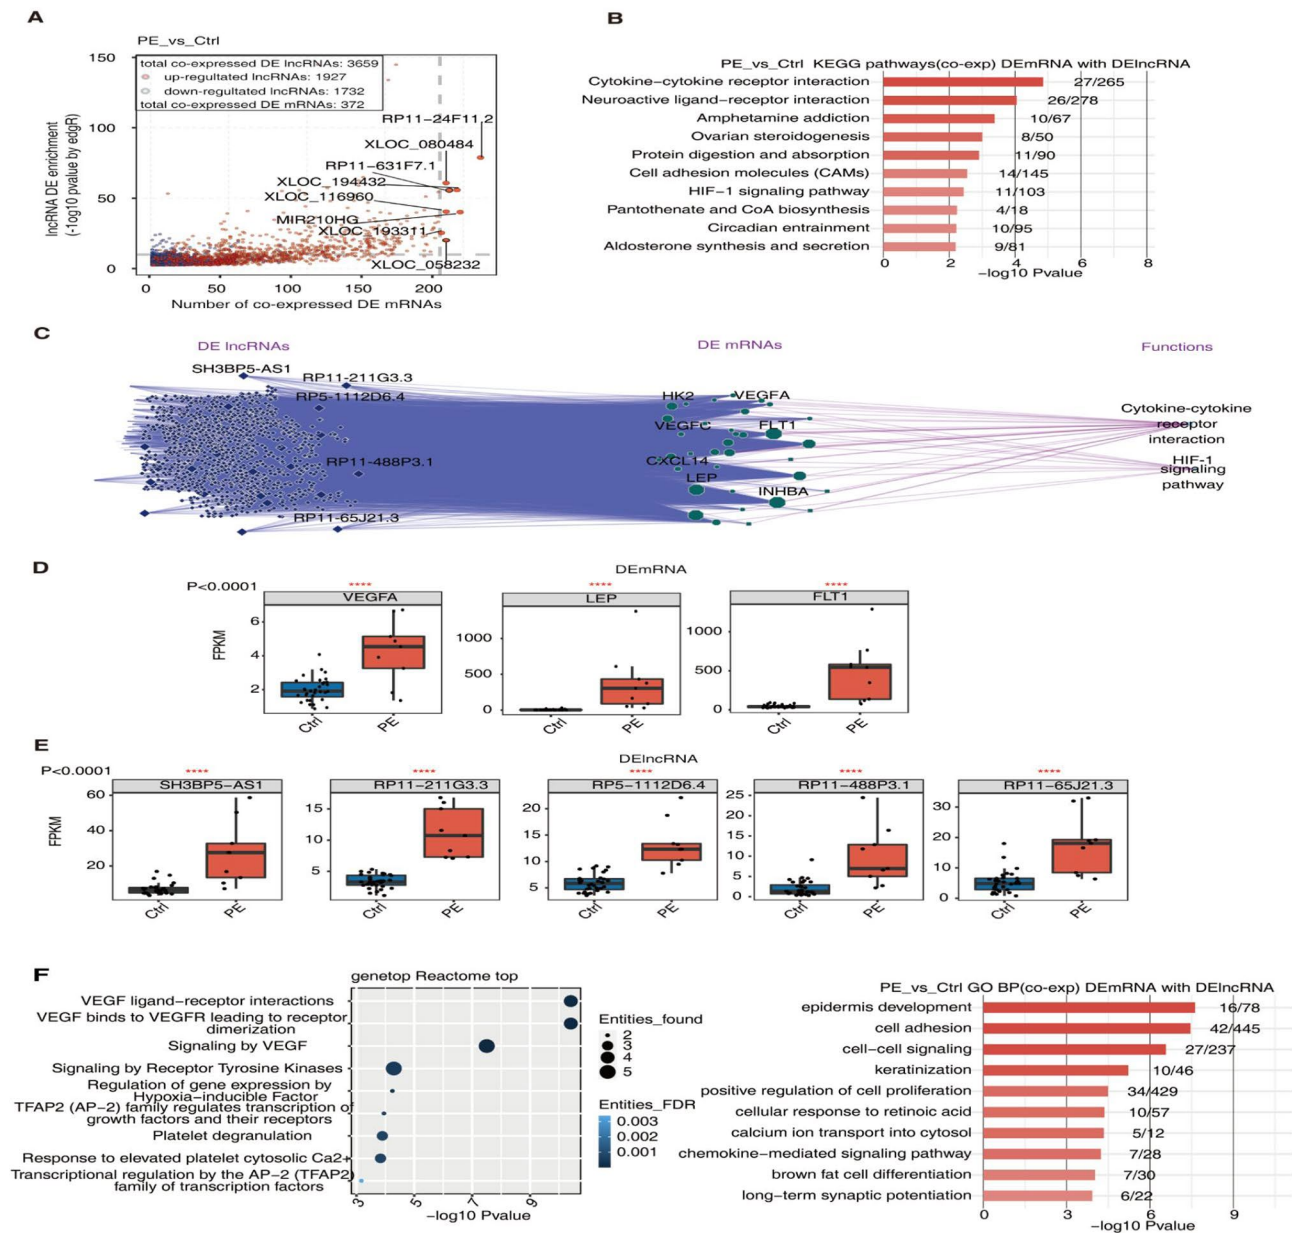 A
PE_vs_Ctrl
total co-expressed DE lncRNAs: 3659
up-regultated lncRNAs: 1927
down-regultated lncRNAs: 1732
total co-expressed DE mRNAs: 372
lncRNA DE enrichment
(-log10 pvalue by edgR)
150
100
50
0
RP11-24F11.2
XLOC_080484
RP11-631F7.1
XLOC_194432
XLOC_116960
MIR210HG
XLOC_193311
XLOC_058232
0 50 100 150 200
Number of co-expressed DE mRNAs
B
PE_vs_Ctrl KEGG pathways(co-exp) DEmRNA with DElncRNA
Cytokine-cytokine receptor interaction 27/265
Neuroactive ligand-receptor interaction 26/278
Amphetamine addiction 10/67
Ovarian steroidogenesis 8/50
Protein digestion and absorption 11/90
Cell adhesion molecules (CAMs) 14/145
HIF-1 signaling pathway 11/103
Pantothenate and CoA biosynthesis 4/18
Circadian entrainment 10/95
Aldosterone synthesis and secretion 9/81
0 2 4 6 8
-log10 Pvalue
C
DE lncRNAs
DE mRNAs
Functions
SH3BP5-AS1
RP11-211G3.3
RP5-1112D6.4
RP11-488P3.1
RP11-65J21.3
HK2
VEGFA
VEGFC
FLT1
CXCL14
LEP
INHBA
Cytokine-cytokine
receptor
interaction
HIF-1
signaling
pathway
D
DEmRNA
P<0.0001
**** **** ****
VEGFA LEP FLT1
FPKM
6
4
2
1000
500
0
1000
500
0
Ctrl PE Ctrl PE Ctrl PE
E
DElncRNA
P<0.0001
**** **** **** **** ****
SH3BP5-AS1 RP11-211G3.3 RP5-1112D6.4 RP11-488P3.1 RP11-65J21.3
FPKM
60
40
20
15
10
5
20
15
10
5
25
20
15
10
5
0
30
20
10
0
Ctrl PE Ctrl PE Ctrl PE Ctrl PE Ctrl PE
F
genetop Reactome top
VEGF ligand-receptor interactions
VEGF binds to VEGFR leading to receptor
dimerization
Signaling by VEGF
Signaling by Receptor Tyrosine Kinases
Regulation of gene expression by
Hypoxia-inducible Factor
TFAP2 (AP-2) family regulates transcription of
growth factors and their receptors
Platelet degranulation
Response to elevated platelet cytosolic Ca2+
Transcriptional regulation by the AP-2 (TFAP2)
family of transcription factors
3 5 7 9
-log10 Pvalue
Entities_found
2
3
4
5
Entities_FDR
0.003
0.002
0.001
PE_vs_Ctrl GO BP(co-exp) DEmRNA with DElncRNA
epidermis development 16/78
cell adhesion 42/445
cell-cell signaling 27/237
keratinization 10/46
positive regulation of cell proliferation 34/429
cellular response to retinoic acid 10/57
calcium ion transport into cytosol 5/12
chemokine-mediated signaling pathway 7/28
brown fat cell differentiation 7/30
long-term synaptic potentiation 6/22
0 3 6 9
-log10 Pvalue